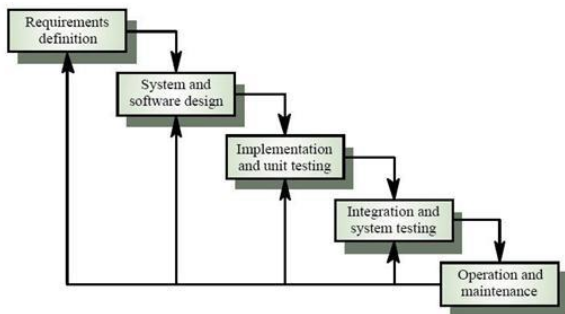 Requirements
definition
System and
software design
Implementation
and unit testing
Integration and
system testing
Operation and
maintenance